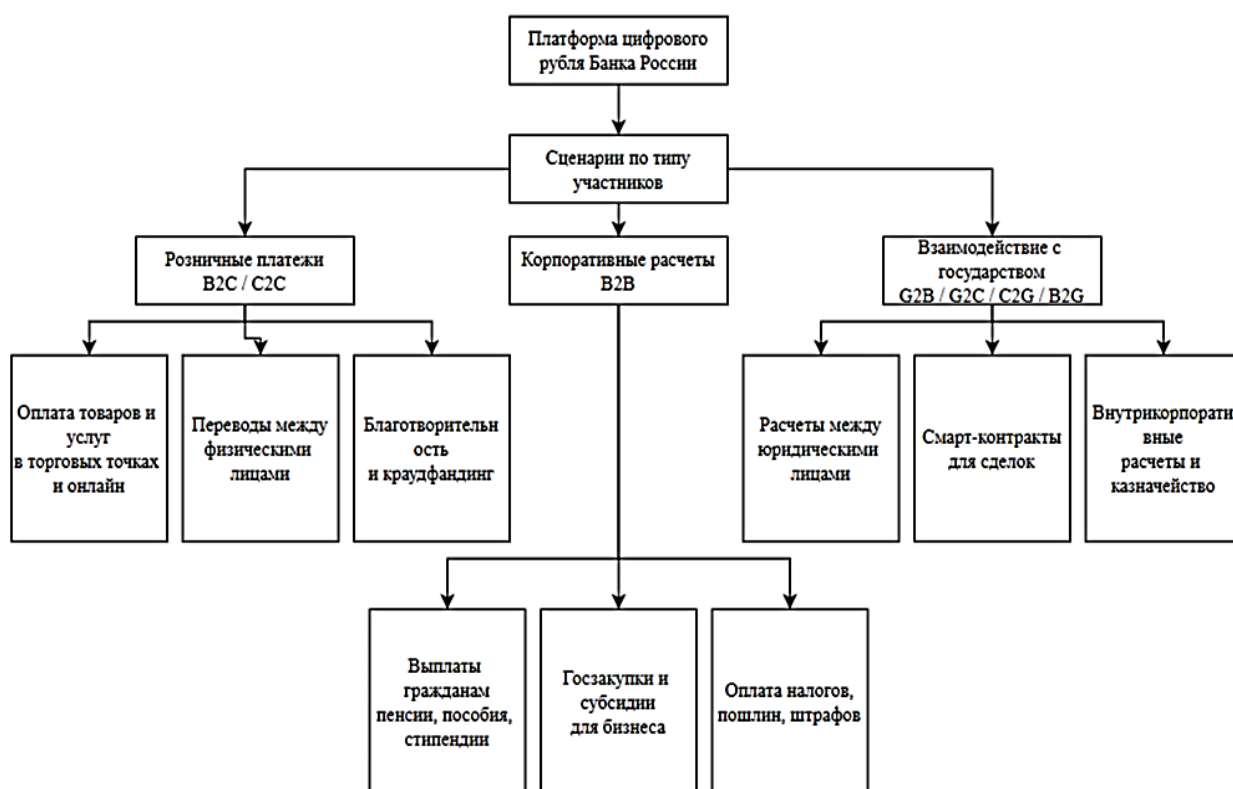 Платформа цифрового
рубля Банка России
Сценарии по типу
участников
Розничные платежи
B2C / C2C
Корпоративные расчеты
B2B
Взаимодействие с
государством
G2B / G2C / C2G / B2G
Оплата товаров и
услуг
в торговых точках
и онлайн
Переводы между
физическими
лицами
Благотворительн
ость
и краудфандинг
Расчеты между
юридическими
лицами
Смарт-контракты
для сделок
Внутрикорпорати
вные
расчеты и
казначейство
Выплаты
гражданам
пенсии, пособия,
стипендии
Госзакупки и
субсидии
для бизнеса
Оплата налогов,
пошлин, штрафов